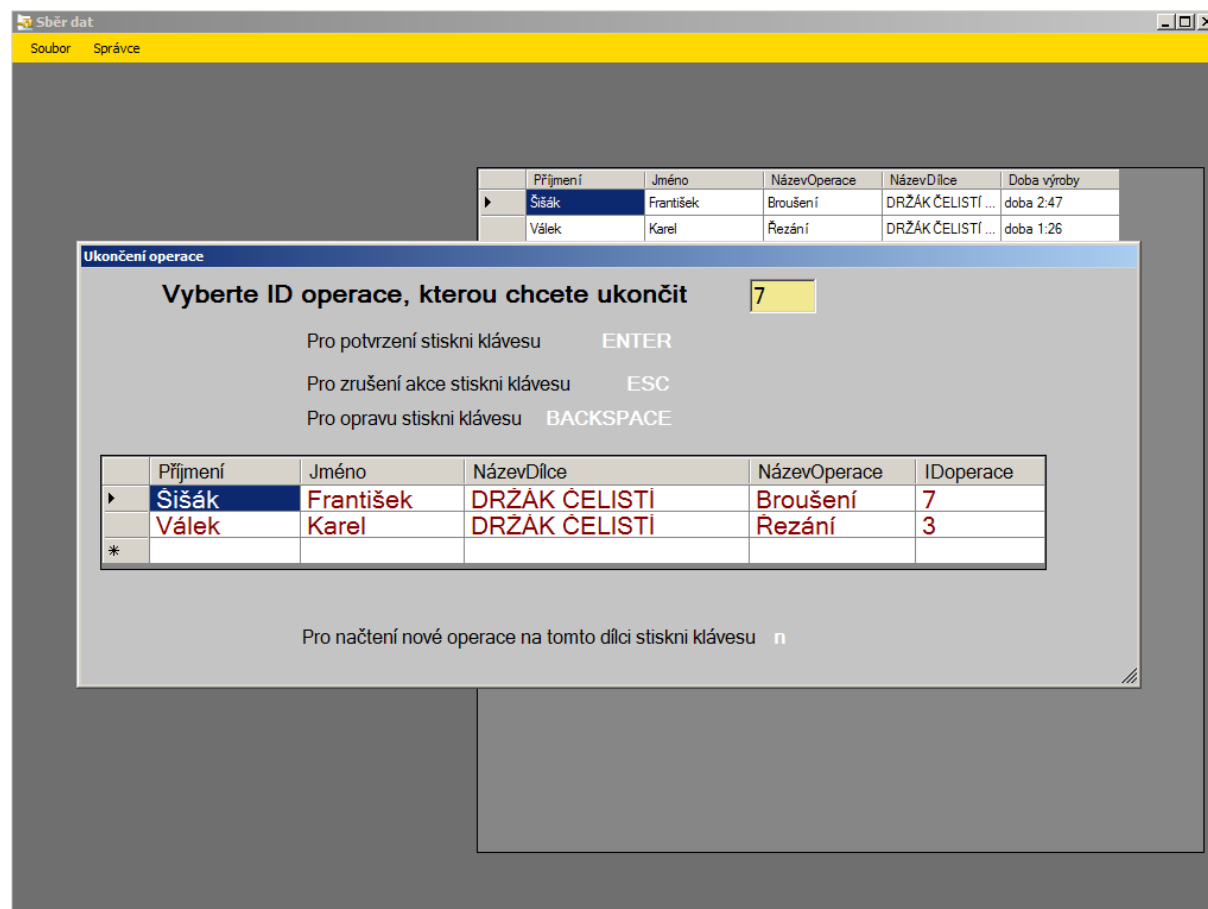 Sběr dat
Soubor Správce
Příjmení Jméno NázevOperace NázevDílce Doba výroby
Šišák František Broušení DRŽÁK ČELISTÍ ... doba 2:47
Válek Karel Řezání DRŽÁK ČELISTÍ ... doba 1:26
Ukončení operace
Vyberte ID operace, kterou chcete ukončit 7
Pro potvrzení stiskni klávesu ENTER
Pro zrušení akce stiskni klávesu ESC
Pro opravu stiskni klávesu BACKSPACE
Příjmení Jméno NázevDílce NázevOperace IDoperace
Šišák František DRŽÁK ČELISTÍ Broušení 7
Válek Karel DRŽÁK ČELISTÍ Řezání 3
Pro načtení nové operace na tomto dílci stiskni klávesu n